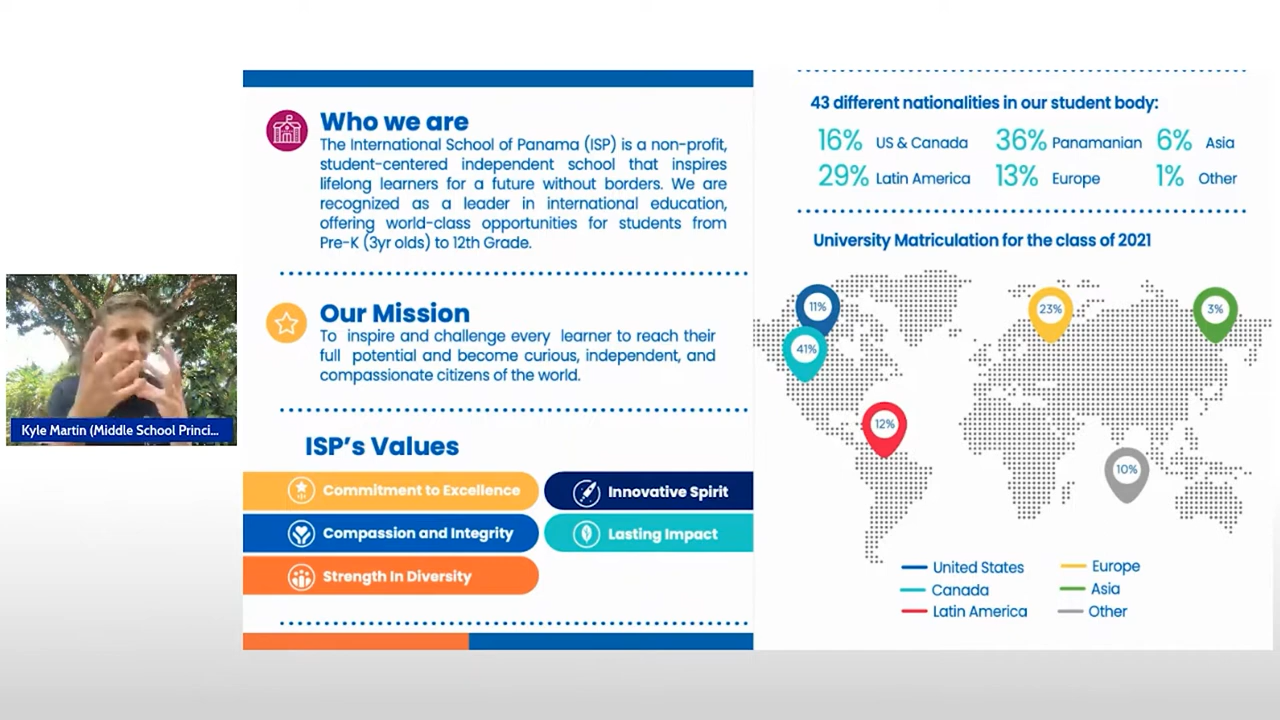 Who we are
The International School of Panama (ISP) is a non-profit,
student-centered independent school that inspires
lifelong learners for a future without borders. We are
recognized as a leader in international education,
offering world-class opportunities for students from
Pre-K (3yr olds) to 12th Grade.
Our Mission
To inspire and challenge every learner to reach their
full potential and become curious, independent, and
compassionate citizens of the world.
ISP's Values
Commitment to Excellence
Innovative Spirit
Compassion and Integrity
Lasting Impact
Strength In Diversity
43 different nationalities in our student body:
16% US & Canada 36% Panamanian 6% Asia
29% Latin America 13% Europe 1% Other
University Matriculation for the class of 2021
11%
23%
3%
41%
12%
10%
United States Europe
Canada Asia
Latin America Other
Kyle Martin (Middle School Princi...